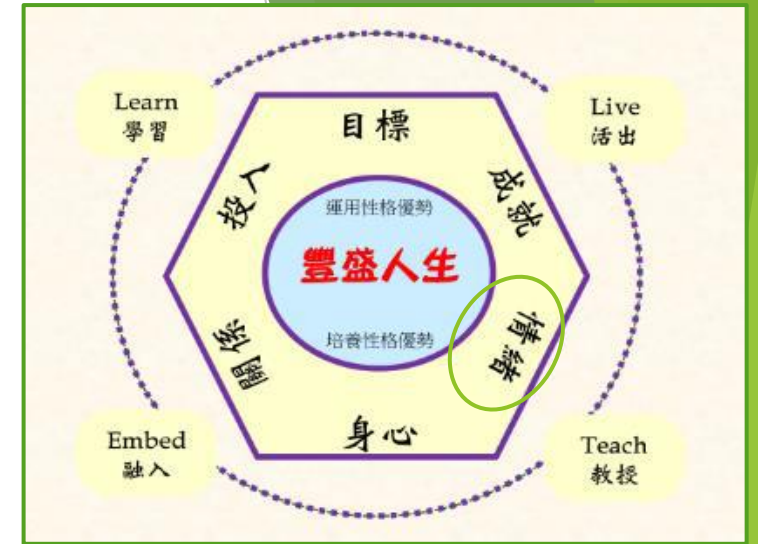 Learn
學習
Live
活出
目標
投入
成就
運用性格優勢
豐盛人生
培養性格優勢
關係
情緒
身心
Embed
融入
Teach
教授